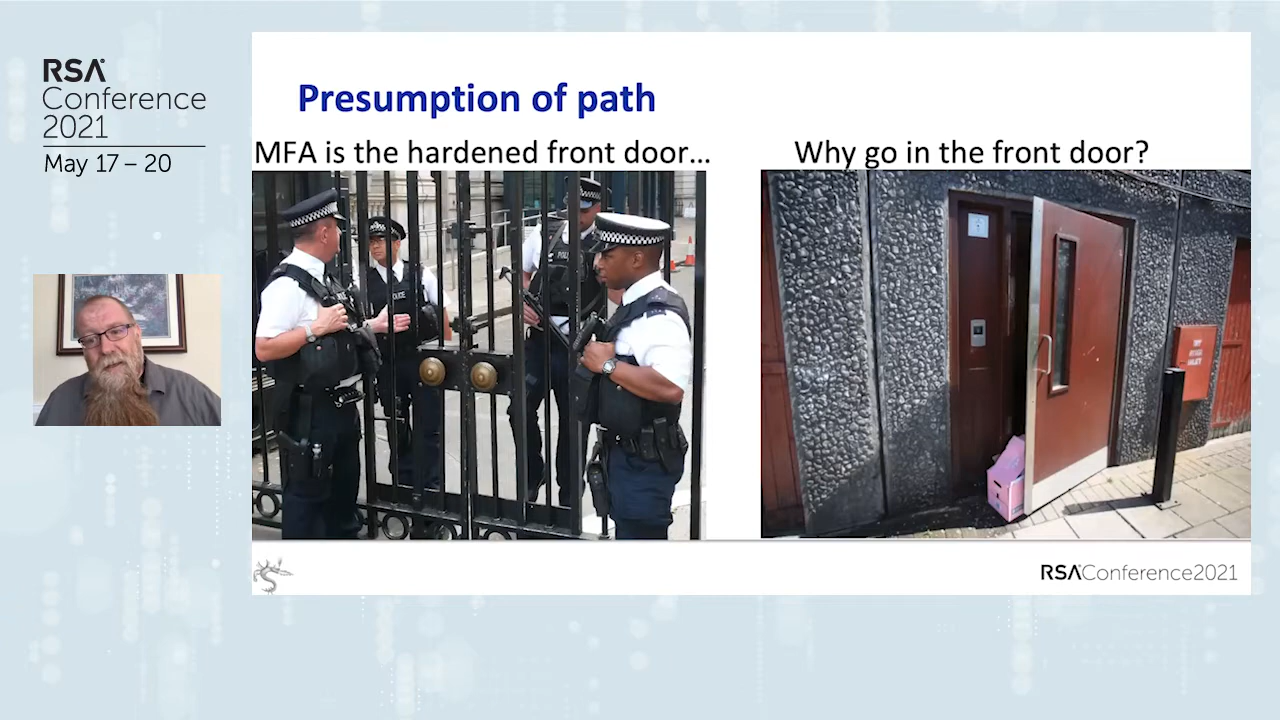 RSA
Conference
2021
May 17 – 20
Presumption of path
MFA is the hardened front door...
Why go in the front door?
POLICE
RSAConference2021